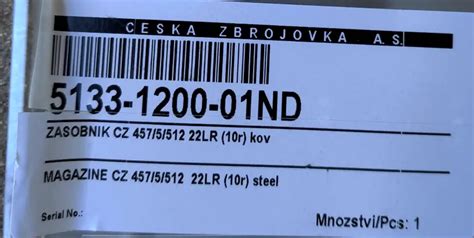 CESKA ZBROJOVKA A.S.
5133-1200-01ND
ZASOBNIK CZ 457/5/512 22LR (10r) kov
MAGAZINE CZ 457/5/512 22LR (10r) steel
Serial No.:
Mnozstvi/Pcs: 1